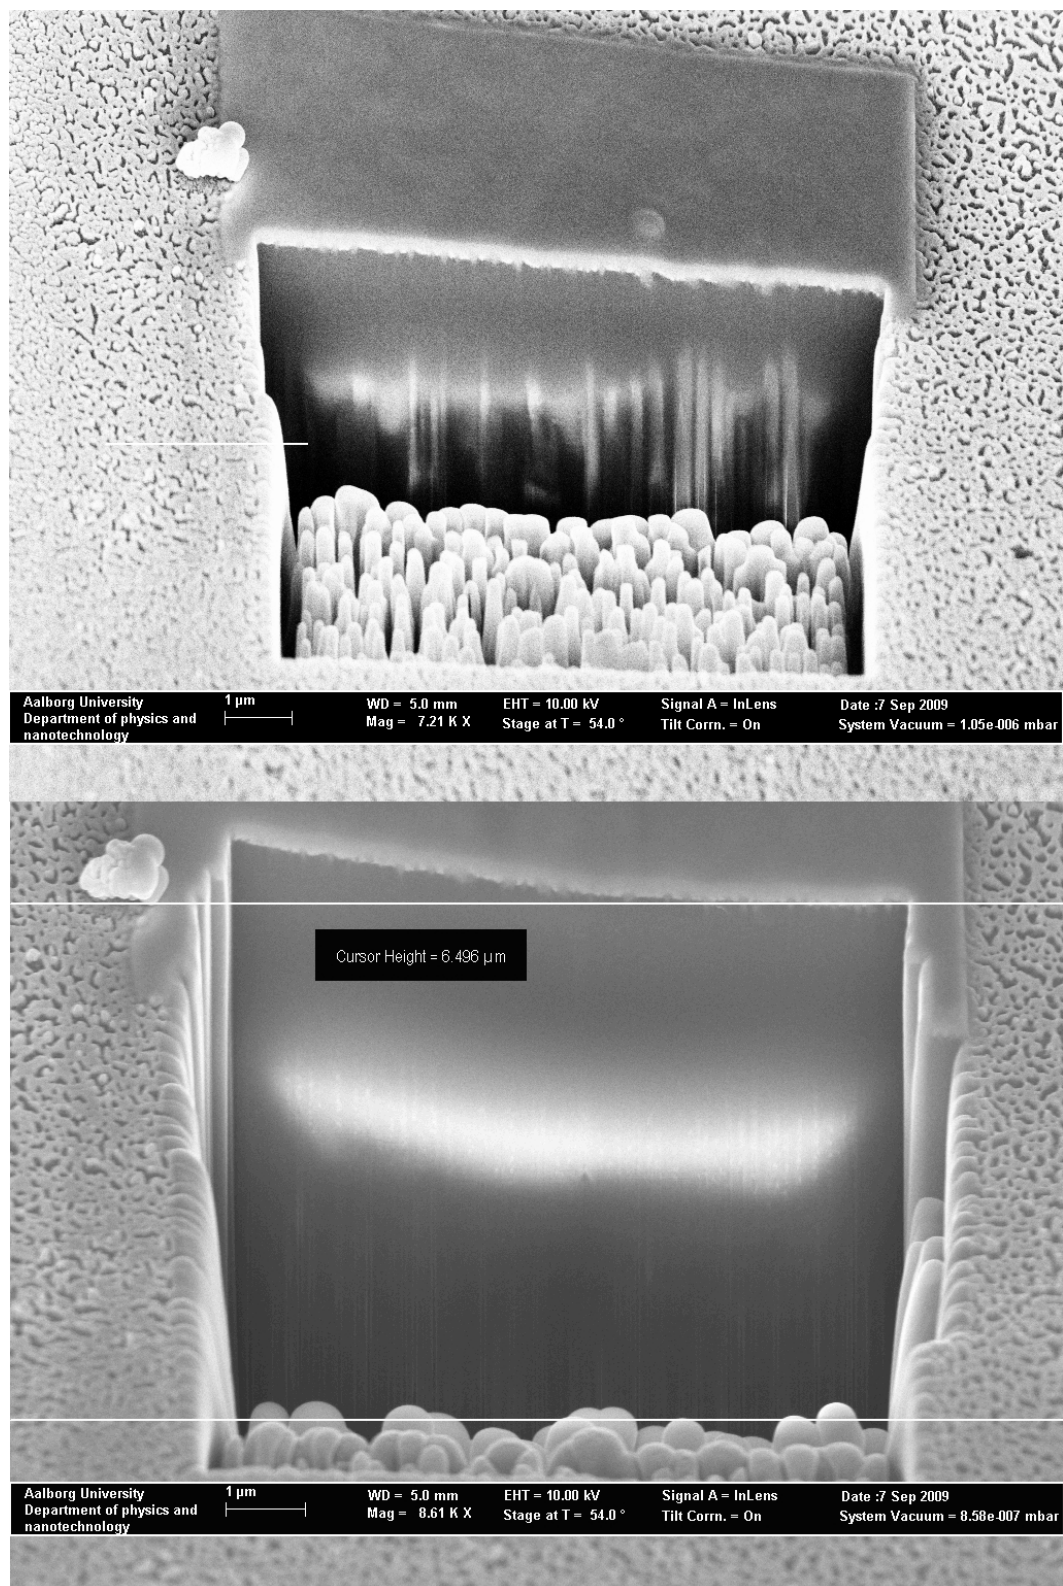 Aalborg University
Department of physics and
nanotechnology
1 µm
WD = 5.0 mm
Mag = 7.21 K X
EHT = 10.00 kV
Stage at T = 54.0 °
Signal A = InLens
Tilt Corrn. = On
Date :7 Sep 2009
System Vacuum = 1.05e-006 mbar
Cursor Height = 6.496 µm
Aalborg University
Department of physics and
nanotechnology
1 µm
WD = 5.0 mm
Mag = 8.61 K X
EHT = 10.00 kV
Stage at T = 54.0 °
Signal A = InLens
Tilt Corrn. = On
Date :7 Sep 2009
System Vacuum = 8.58e-007 mbar